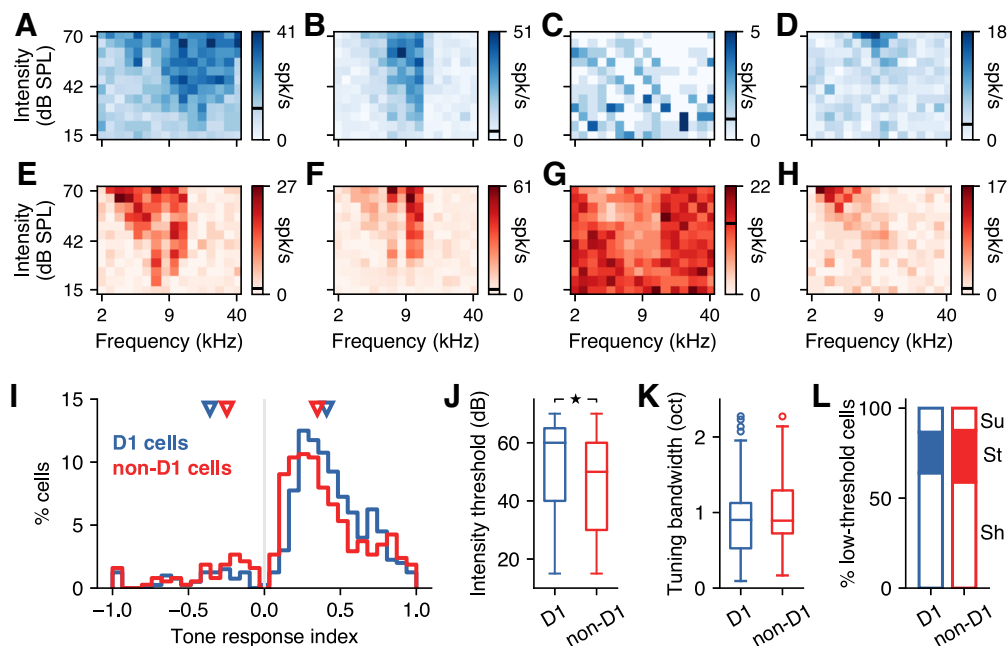 A
B
C
D
Intensity
(dB SPL)
70
42
15
41
0
spk/s
51
0
spk/s
5
0
spk/s
18
0
spk/s
E
F
G
H
Intensity
(dB SPL)
70
42
15
27
0
spk/s
61
0
spk/s
22
0
spk/s
17
0
spk/s
2 9 40
2 9 40
2 9 40
2 9 40
Frequency (kHz)
Frequency (kHz)
Frequency (kHz)
Frequency (kHz)
I
% cells
15
10
5
0
D1 cells
non-D1 cells
−1.0 −0.5 0.0 0.5 1.0
Tone response index
J
Intensity threshold (dB)
60
40
20
★
D1
non-D1
K
Tuning bandwidth (oct)
2
1
0
D1
non-D1
L
% low-threshold cells
100
50
0
Su
St
Sh
D1
non-D1